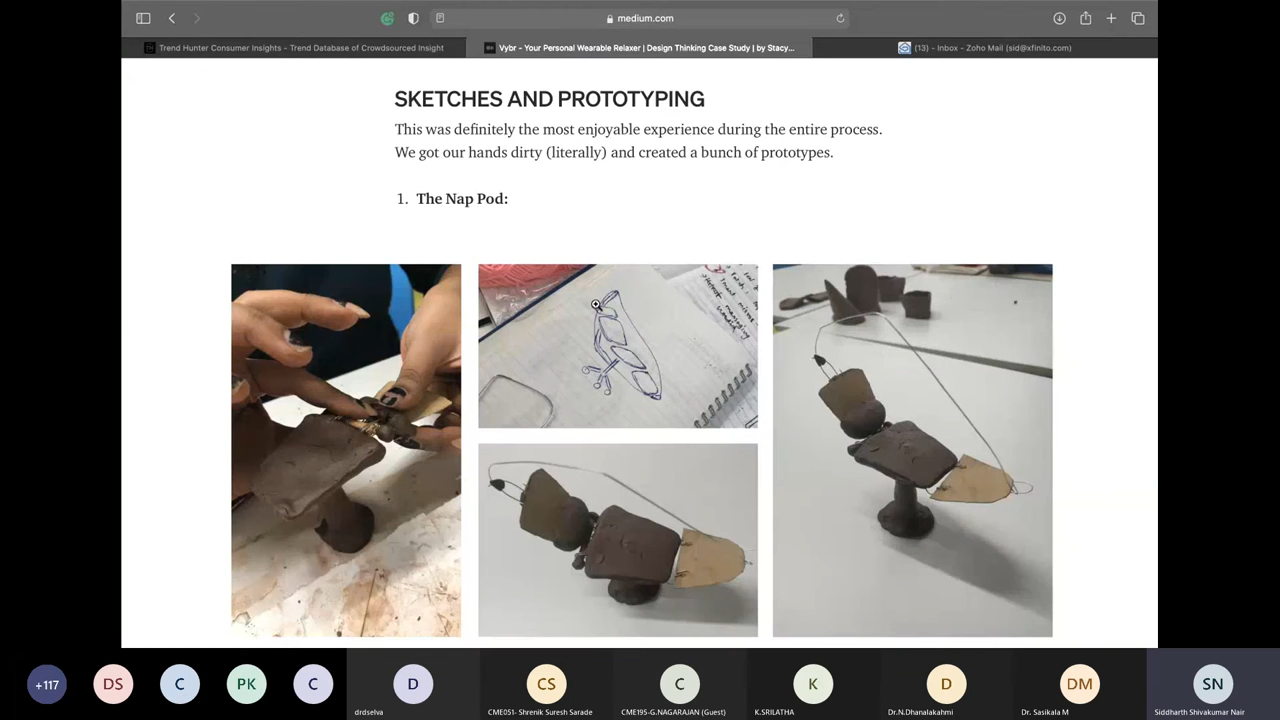 medium.com
Trend Hunter Consumer Insights - Trend Database of Crowdsourced Insight
Vybr - Your Personal Wearable Relaxer | Design Thinking Case Study | by Stacy...
(13) - Inbox - Zoho Mail (sid@xfinito.com)
SKETCHES AND PROTOTYPING
This was definitely the most enjoyable experience during the entire process.
We got our hands dirty (literally) and created a bunch of prototypes.
1. The Nap Pod:
+117
DS
C
PK
C
D
CS
C
K
D
DM
SN
drdselva
CME051- Shrenik Suresh Sarade
CME195-G.NAGARAJAN (Guest)
K.SRILATHA
Dr.N.Dhanalakahmi
Dr. Sasikala M
Siddharth Shivakumar Nair